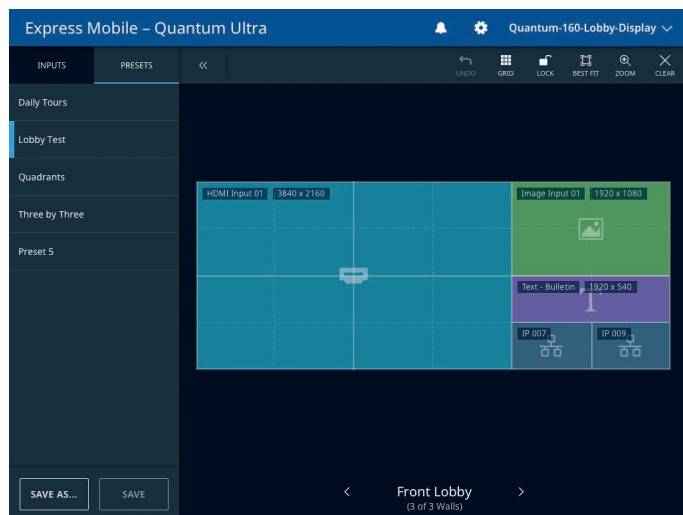 Express Mobile – Quantum Ultra
Quantum-160-Lobby-Display
INPUTS
PRESETS
UNDO
GRID
LOCK
BEST FIT
ZOOM
CLEAR
Daily Tours
Lobby Test
Quadrants
Three by Three
Preset 5
HDMI Input 01
3840 x 2160
Image Input 01
1920 x 1080
Text - Bulletin
1920 x 540
IP 007
IP 009
SAVE AS...
SAVE
Front Lobby
(3 of 3 Walls)